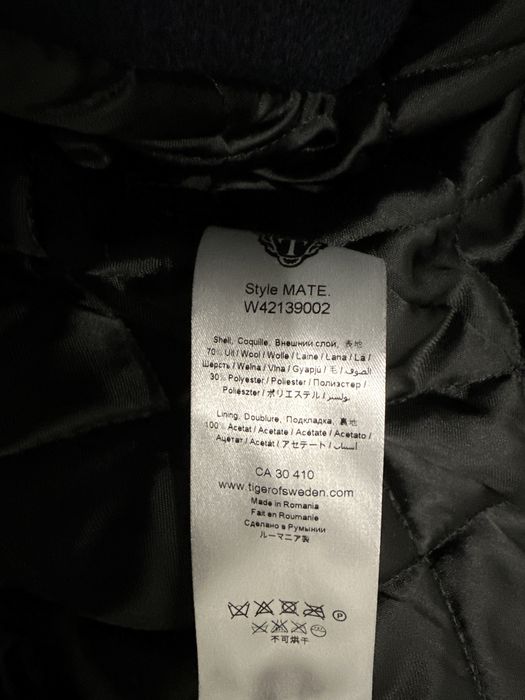 T
Style MATE.
W42139002
Shell, Coquille, Внешний слой, 表地
70% Ull / Wool / Wolle / Laine / Lana / La /
Шерсть / Wełna / Vlna / Gyapjú / 毛 / الصوف /
30% Polyester / Poliester / Полиэстер /
Poliészter / ポリエステル / بوليستر
Lining, Doublure, Подкладка, 裏地
100% Acetat / Acetate / Acétate / Acetato /
Ацетат / Acetát / アセテート /
CA 30 410
www.tigerofsweden.com
Made in Romania
Fait en Roumanie
Сделано в Румынии
ルーマニア製
P
不可烘干